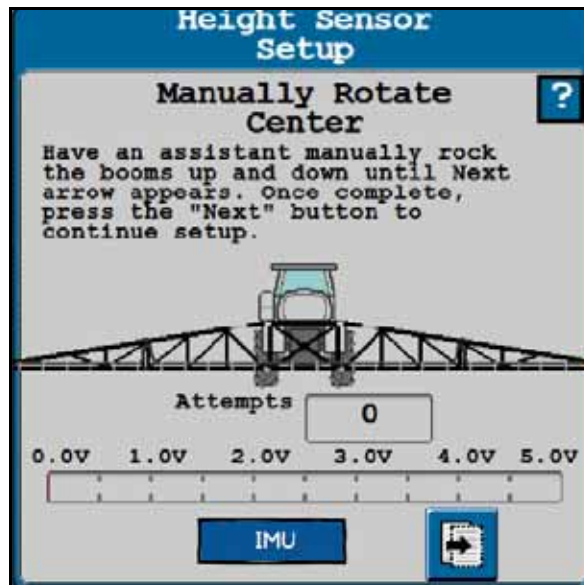 Height Sensor
Setup
Manually Rotate
Center
?
Have an assistant manually rock
the booms up and down until Next
arrow appears. Once complete,
press the "Next" button to
continue setup.
Attempts 0
0.0V 1.0V 2.0V 3.0V 4.0V 5.0V
IMU